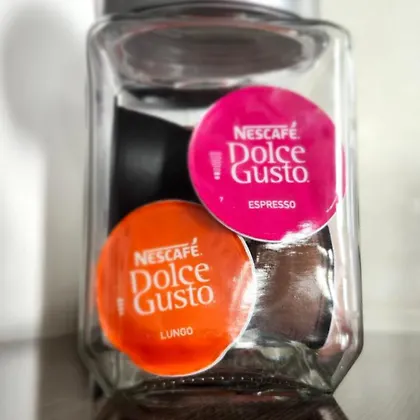 NESCAFÉ
Dolce
Gusto
ESPRESSO
NESCAFÉ
Dolce
Gusto
LUNGO